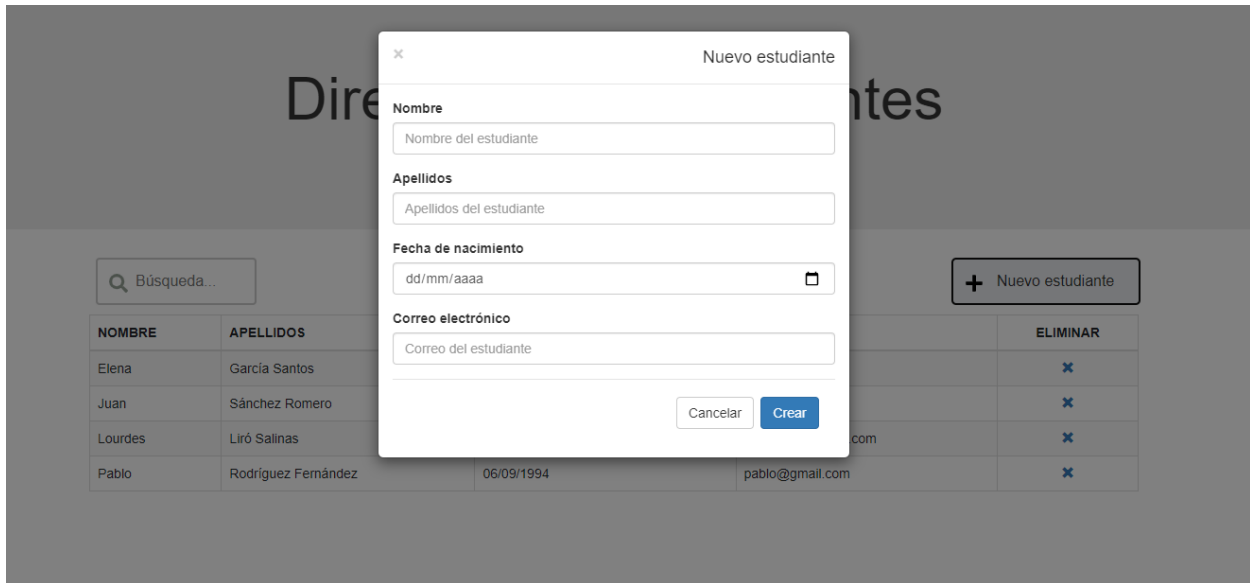 × Nuevo estudiante
Dire ntes
Nombre
Nombre del estudiante
Apellidos
Apellidos del estudiante
Fecha de nacimiento
dd/mm/aaaa
Correo electrónico
Correo del estudiante
Cancelar Crear
Búsqueda... Nuevo estudiante
NOMBRE APELLIDOS ELIMINAR
Elena García Santos
Juan Sánchez Romero
Lourdes Liró Salinas .com
Pablo Rodríguez Fernández 06/09/1994 pablo@gmail.com